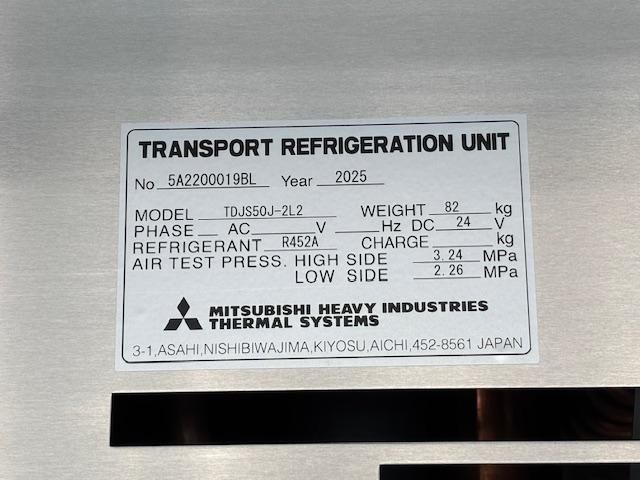 TRANSPORT REFRIGERATION UNIT
No 5A2200019BL Year 2025
MODEL TDJS50J-2L2 WEIGHT 82 kg
PHASE AC V Hz DC 24 V
REFRIGERANT R452A CHARGE kg
AIR TEST PRESS. HIGH SIDE 3.24 MPa
LOW SIDE 2.26 MPa
MITSUBISHI HEAVY INDUSTRIES
THERMAL SYSTEMS
3-1,ASAHI,NISHIBIWAJIMA,KIYOSU,AICHI,452-8561 JAPAN